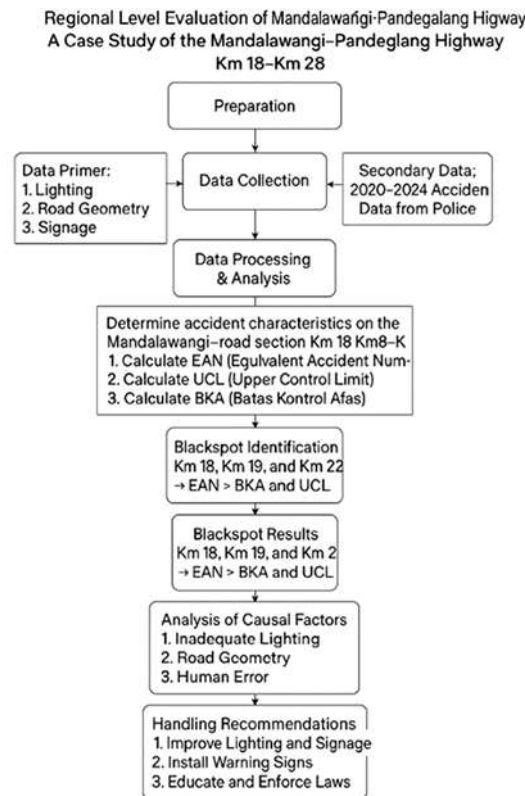 Regional Level Evaluation of Mandalawangi-Pandegalang Higway
A Case Study of the Mandalawangi–Pandeglang Highway
Km 18–Km 28
Preparation
Data Primer:
1. Lighting
2. Road Geometry
3. Signage
Data Collection
Secondary Data;
2020–2024 Acciden
Data from Police
Data Processing
& Analysis
Determine accident characteristics on the
Mandalawangi–road section Km 18 Km8–K
1. Calculate EAN (Equlvalent Accident Num-
2. Calculate UCL (Upper Control Limit)
3. Calculate BKA (Batas Kontrol Afas)
Blackspot Identification
Km 18, Km 19, and Km 22
→ EAN > BKA and UCL
Blackspot Results
Km 18, Km 19, and Km 2
→ EAN > BKA and UCL
Analysis of Causal Factors
1. Inadequate Lighting
2. Road Geometry
3. Human Error
Handling Recommendations
1. Improve Lighting and Signage
2. Install Warning Signs
3. Educate and Enforce Laws